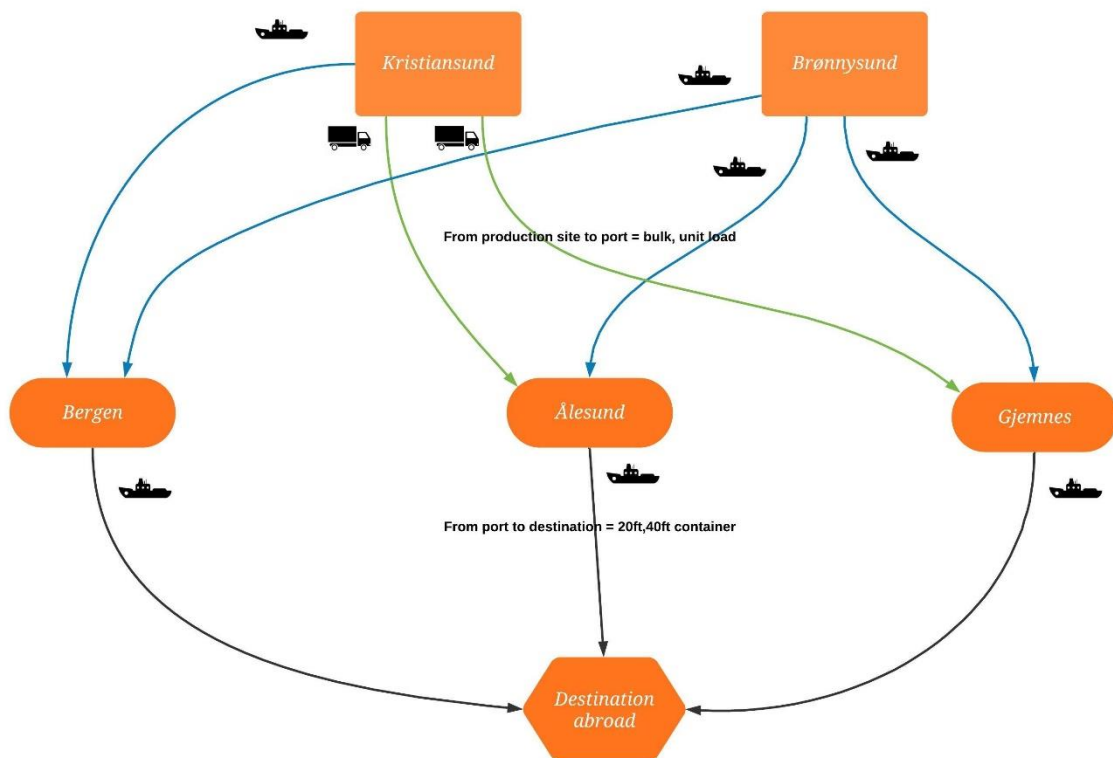 Kristiansund
Brønnysund
From production site to port = bulk, unit load
Bergen
Ålesund
Gjemnes
From port to destination = 20ft,40ft container
Destination
abroad